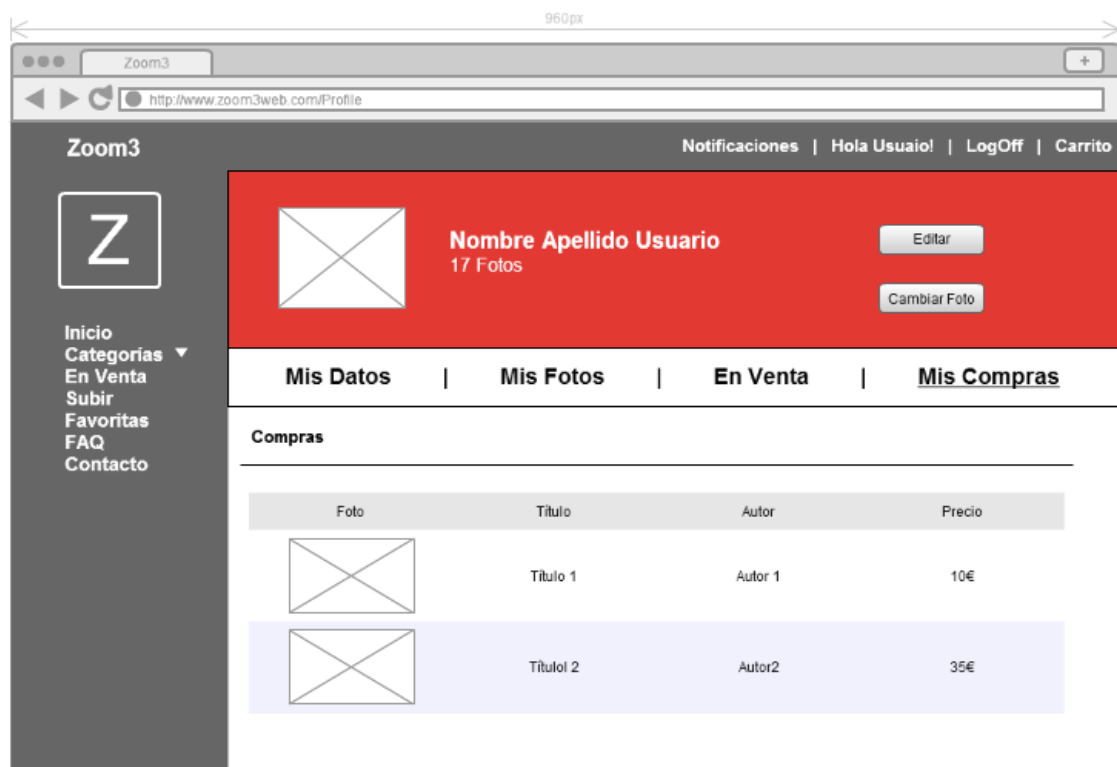 960px
Zoom3
+
http://www.zoom3web.com/Profile
Zoom3
Notificaciones | Hola Usuaio! | LogOff | Carrito
Z
Inicio
Categorías
En Venta
Subir
Favoritas
FAQ
Contacto
Nombre Apellido Usuario
17 Fotos
Editar
Cambiar Foto
Mis Datos | Mis Fotos | En Venta | Mis Compras
Compras
Foto Título Autor Precio
Título 1 Autor 1 10€
Títulol 2 Autor2 35€